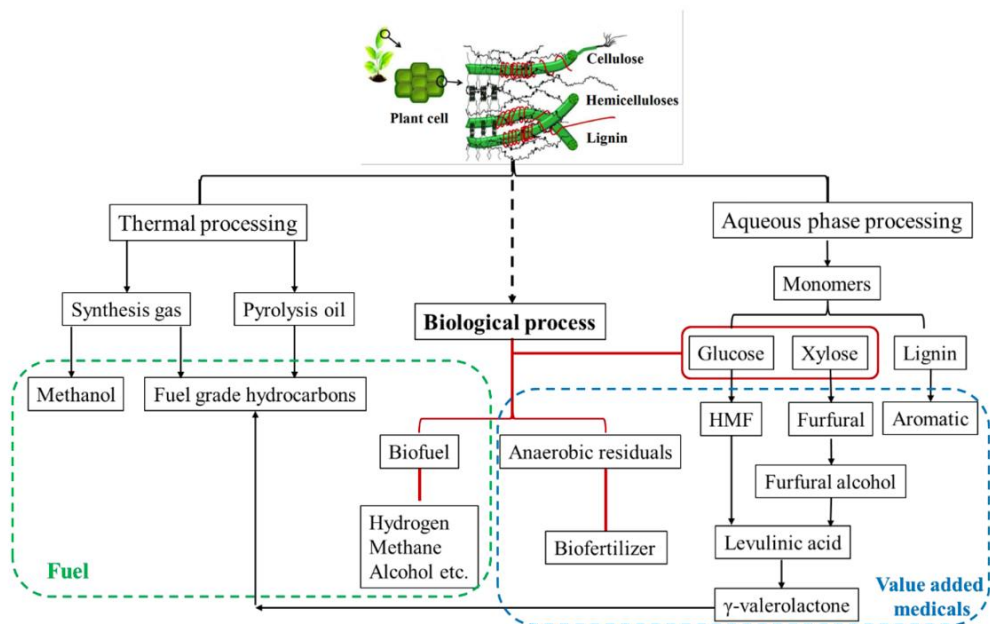 Cellulose
Hemicelluloses
Plant cell
Lignin
Thermal processing
Aqueous phase processing
Monomers
Synthesis gas
Pyrolysis oil
Biological process
Glucose
Xylose
Lignin
Methanol
Fuel grade hydrocarbons
HMF
Furfural
Aromatic
Biofuel
Anaerobic residuals
Furfural alcohol
Hydrogen
Methane
Alcohol etc.
Biofertilizer
Levulinic acid
Fuel
γ-valerolactone
Value added
medicals